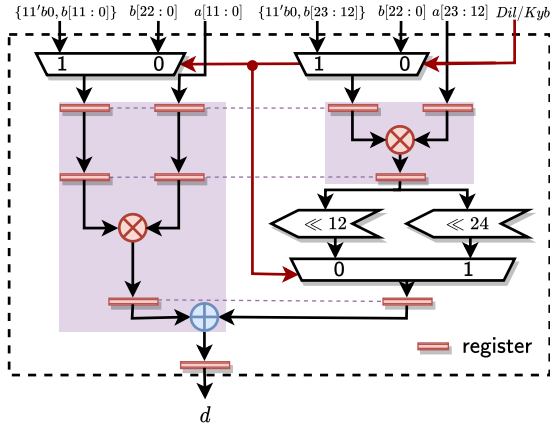 {11'b0, b[11 : 0]} b[22 : 0] a[11 : 0] {11'b0, b[23 : 12]} b[22 : 0] a[23 : 12] Dil/Kyb
1 0 1 0
≪ 12 ≪ 24
0 1
register
d